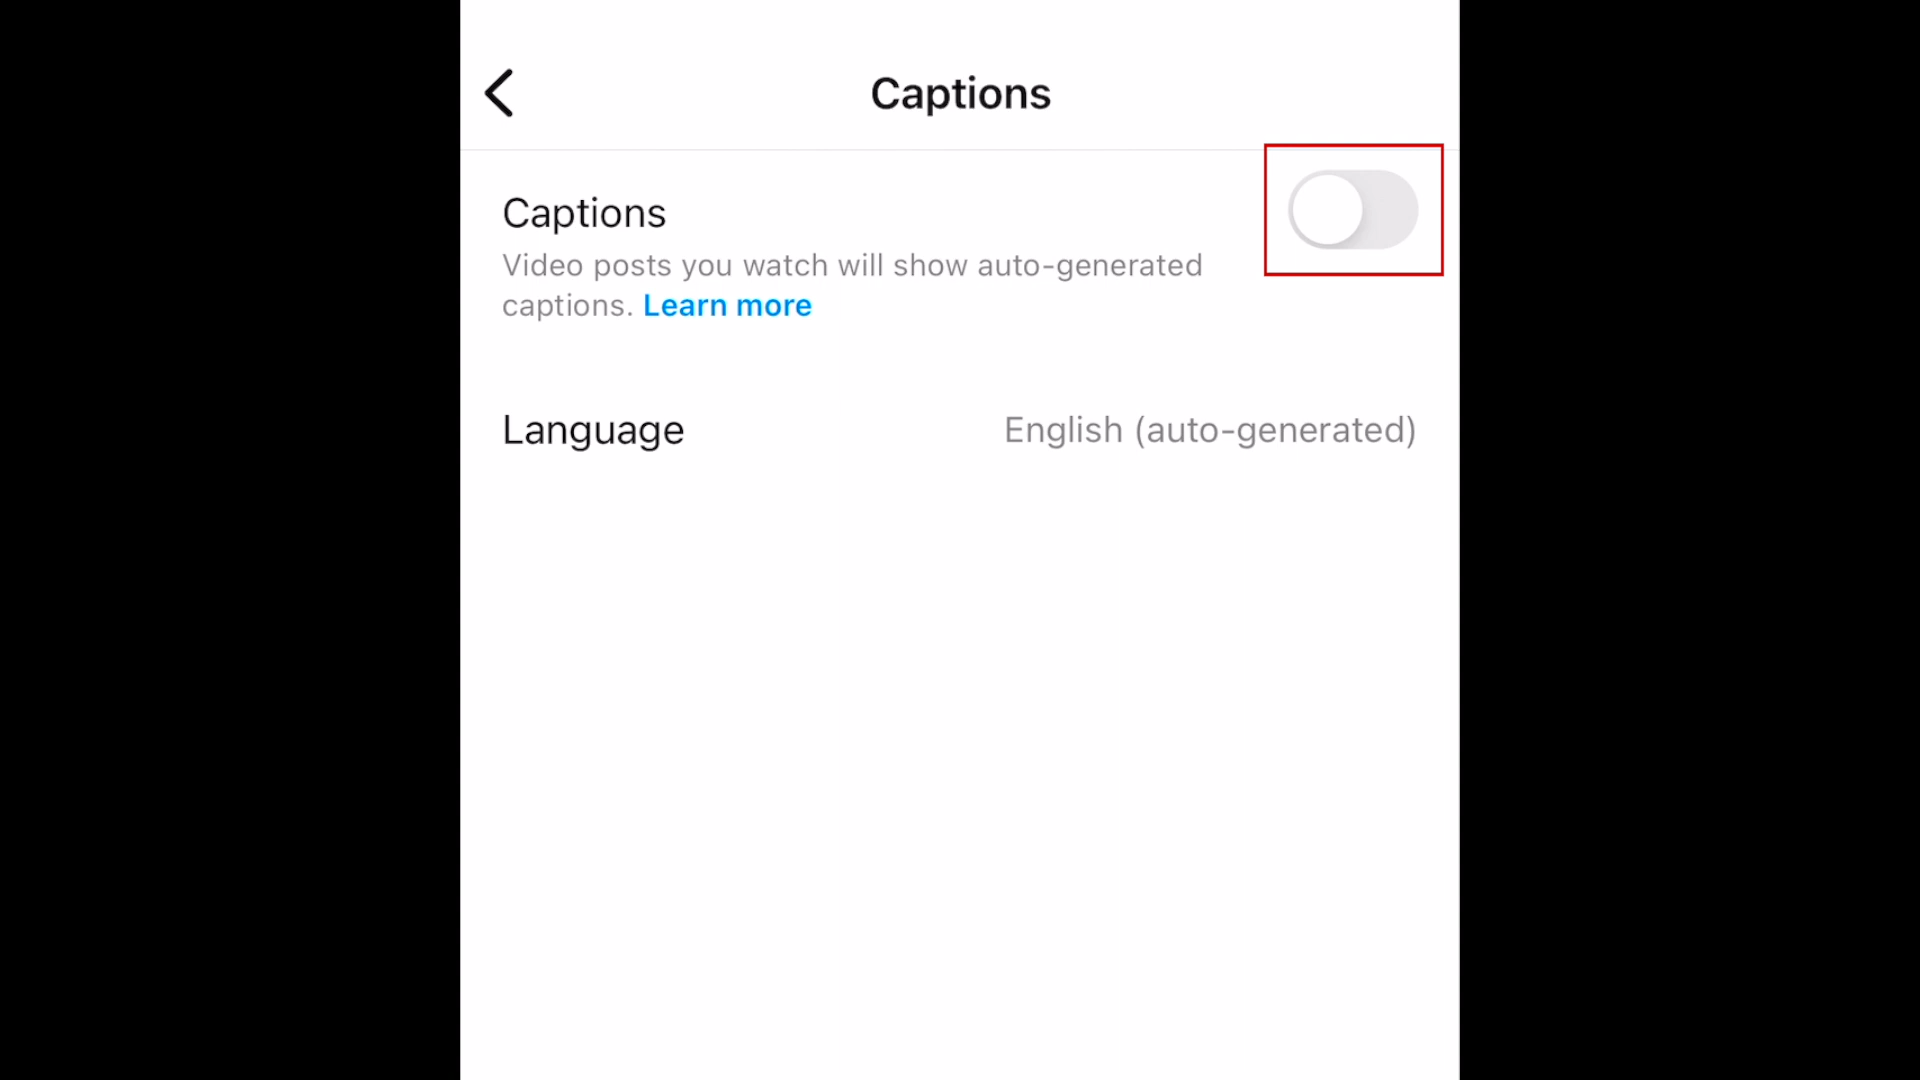 Captions
Captions
Video posts you watch will show auto-generated
captions. Learn more
Language English (auto-generated)